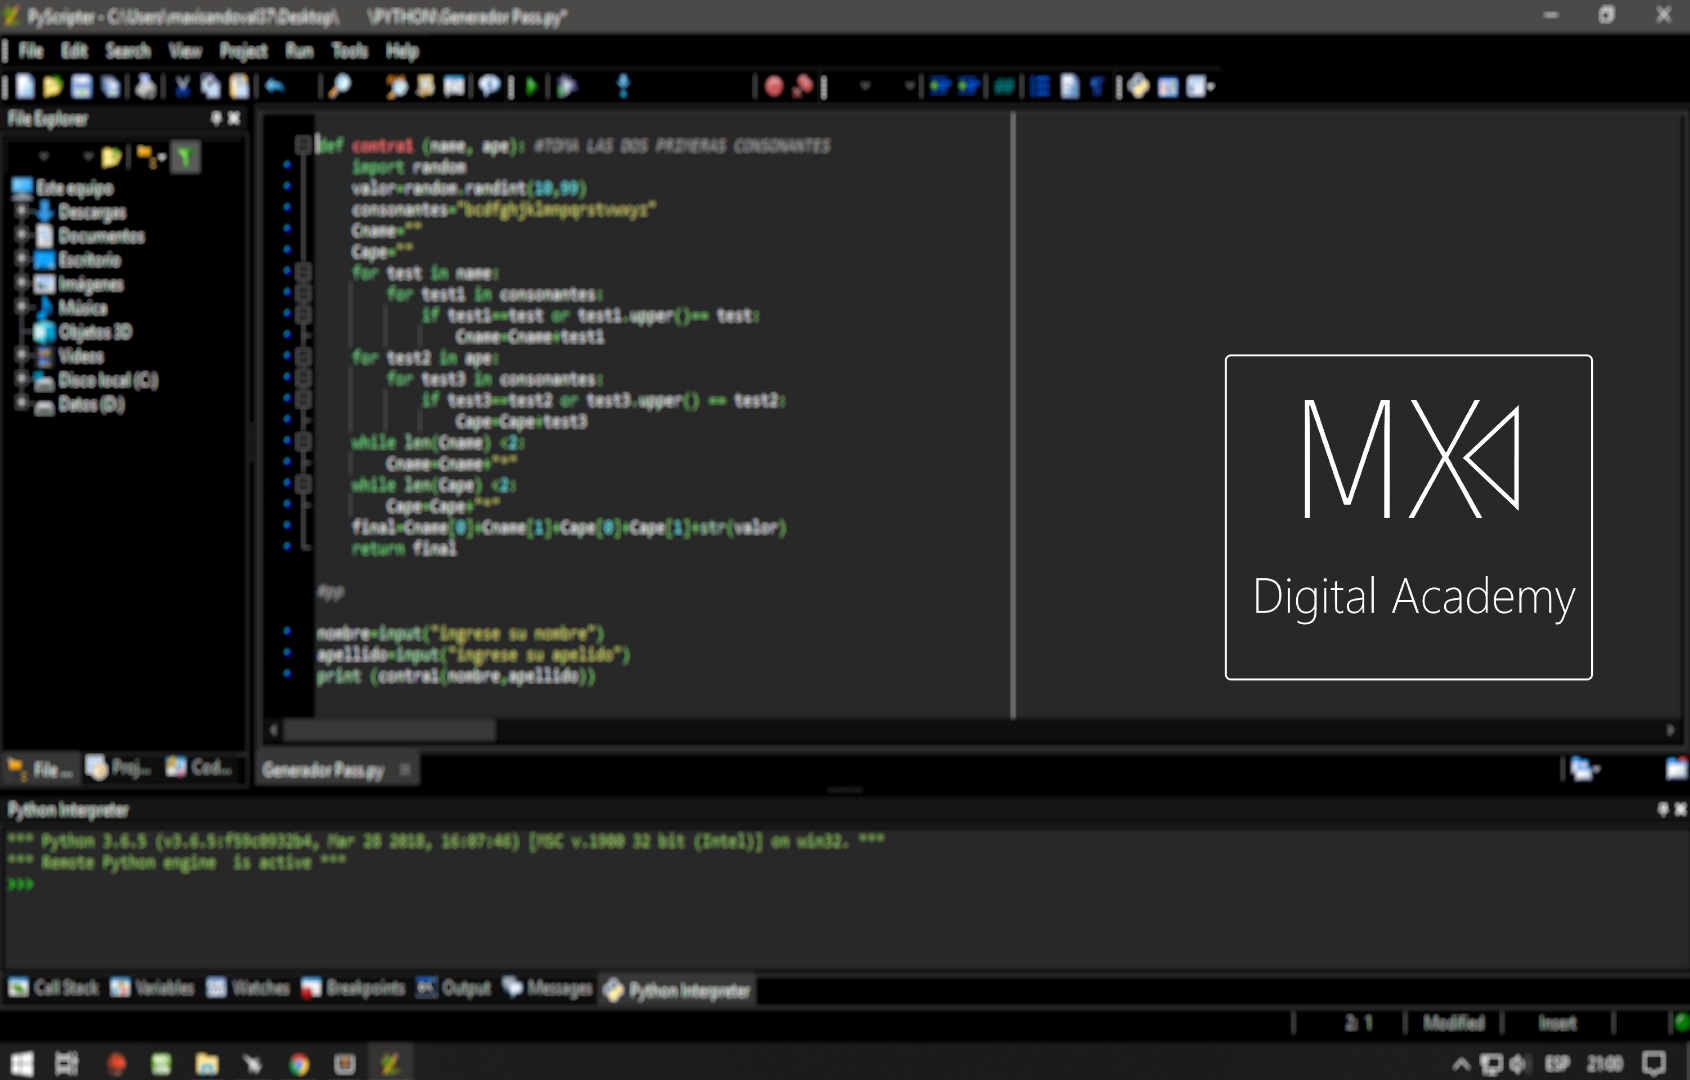 PyScripter - C:\Users\maxisandoval37\Desktop\ \PYTHON\Generador Pass.py*
File Edit Search View Project Run Tools Help
File Explorer
Este equipo
Descargas
Documentos
Escritorio
Imágenes
Música
Objetos 3D
Videos
Disco local (C:)
Datos (D:)
def contra1 (name, ape): #TOMA LAS DOS PRIMERAS CONSONANTES
import random
valor=random.randint(10,99)
consonantes="bcdfghjklmnpqrstvwxyz"
Cname=""
Cape=""
for test in name:
for test1 in consonantes:
if test1==test or test1.upper()== test:
Cname=Cname+test1
for test2 in ape:
for test3 in consonantes:
if test3==test2 or test3.upper() == test2:
Cape=Cape+test3
while len(Cname) <2:
Cname=Cname+"*"
while len(Cape) <2:
Cape=Cape+"*"
final=Cname[0]+Cname[1]+Cape[0]+Cape[1]+str(valor)
return final
#pp
nombre=input("ingrese su nombre")
apellido=input("ingrese su apelido")
print (contra1(nombre,apellido))
MX
Digital Academy
File ... Proj... Cod...
Generador Pass.py
Python Interpreter
*** Python 3.6.5 (v3.6.5:f59c0932b4, Mar 28 2018, 16:07:46) [MSC v.1900 32 bit (Intel)] on win32. ***
*** Remote Python engine is active ***
>>>
Call Stack Variables Watches Breakpoints Output Messages Python Interpreter
2: 1 Modified Insert
ESP 21:00